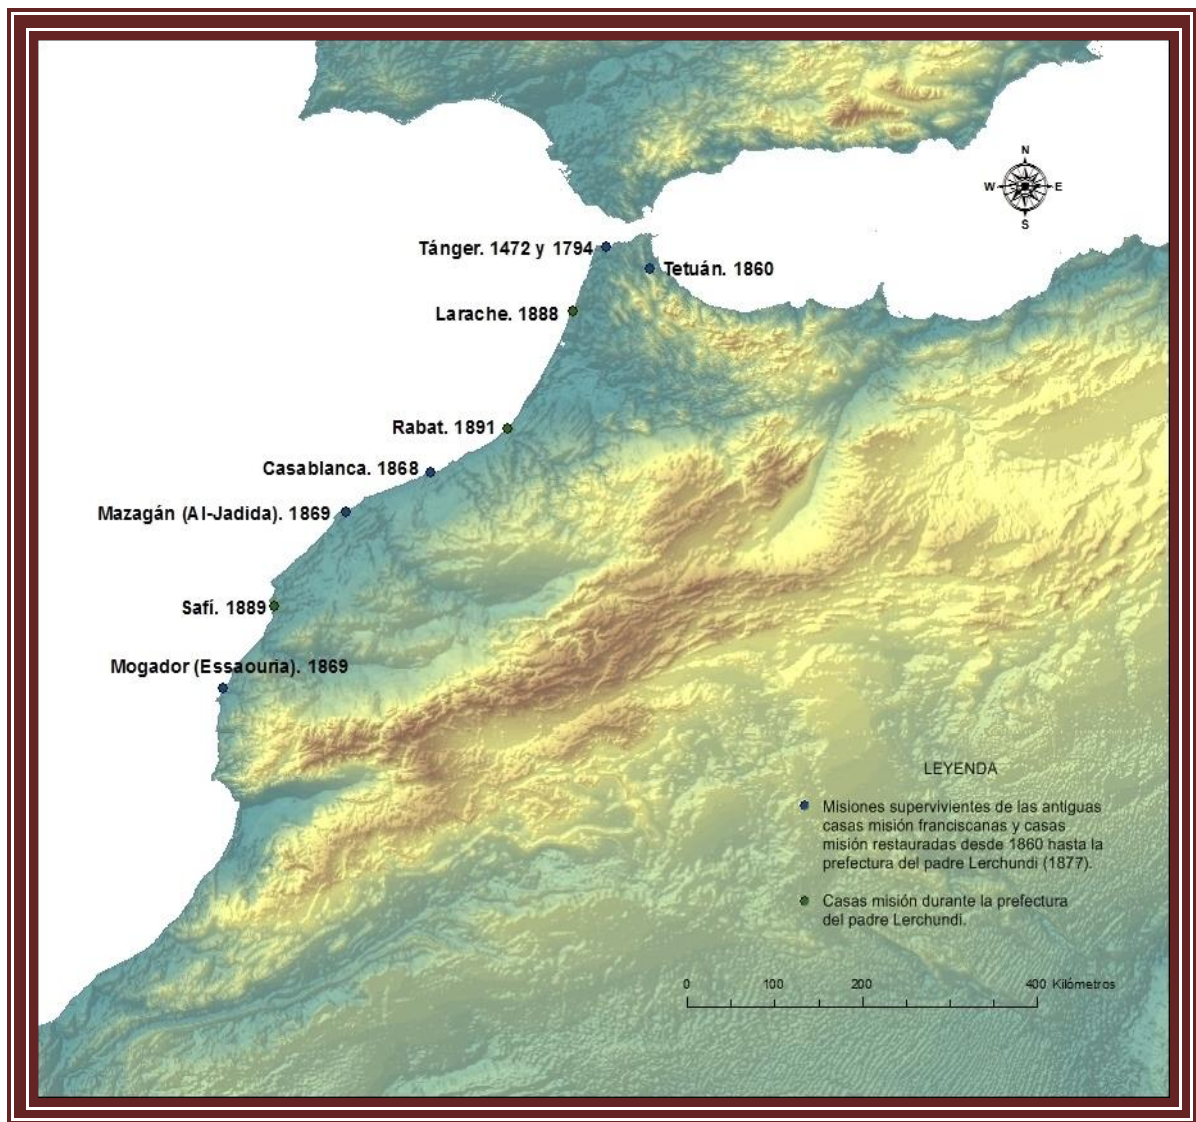 N
W E
S
Tánger. 1472 y 1794
Tetuán. 1860
Larache. 1888
Rabat. 1891
Casablanca. 1868
Mazagán (Al-Jadida). 1869
Safí. 1889
Mogador (Essaouria). 1869
LEYENDA
Misiones supervivientes de las antiguas
casas misión franciscanas y casas
misión restauradas desde 1860 hasta la
prefectura del padre Lerchundi (1877).
Casas misión durante la prefectura
del padre Lerchundi.
0 100 200 400 Kilómetros